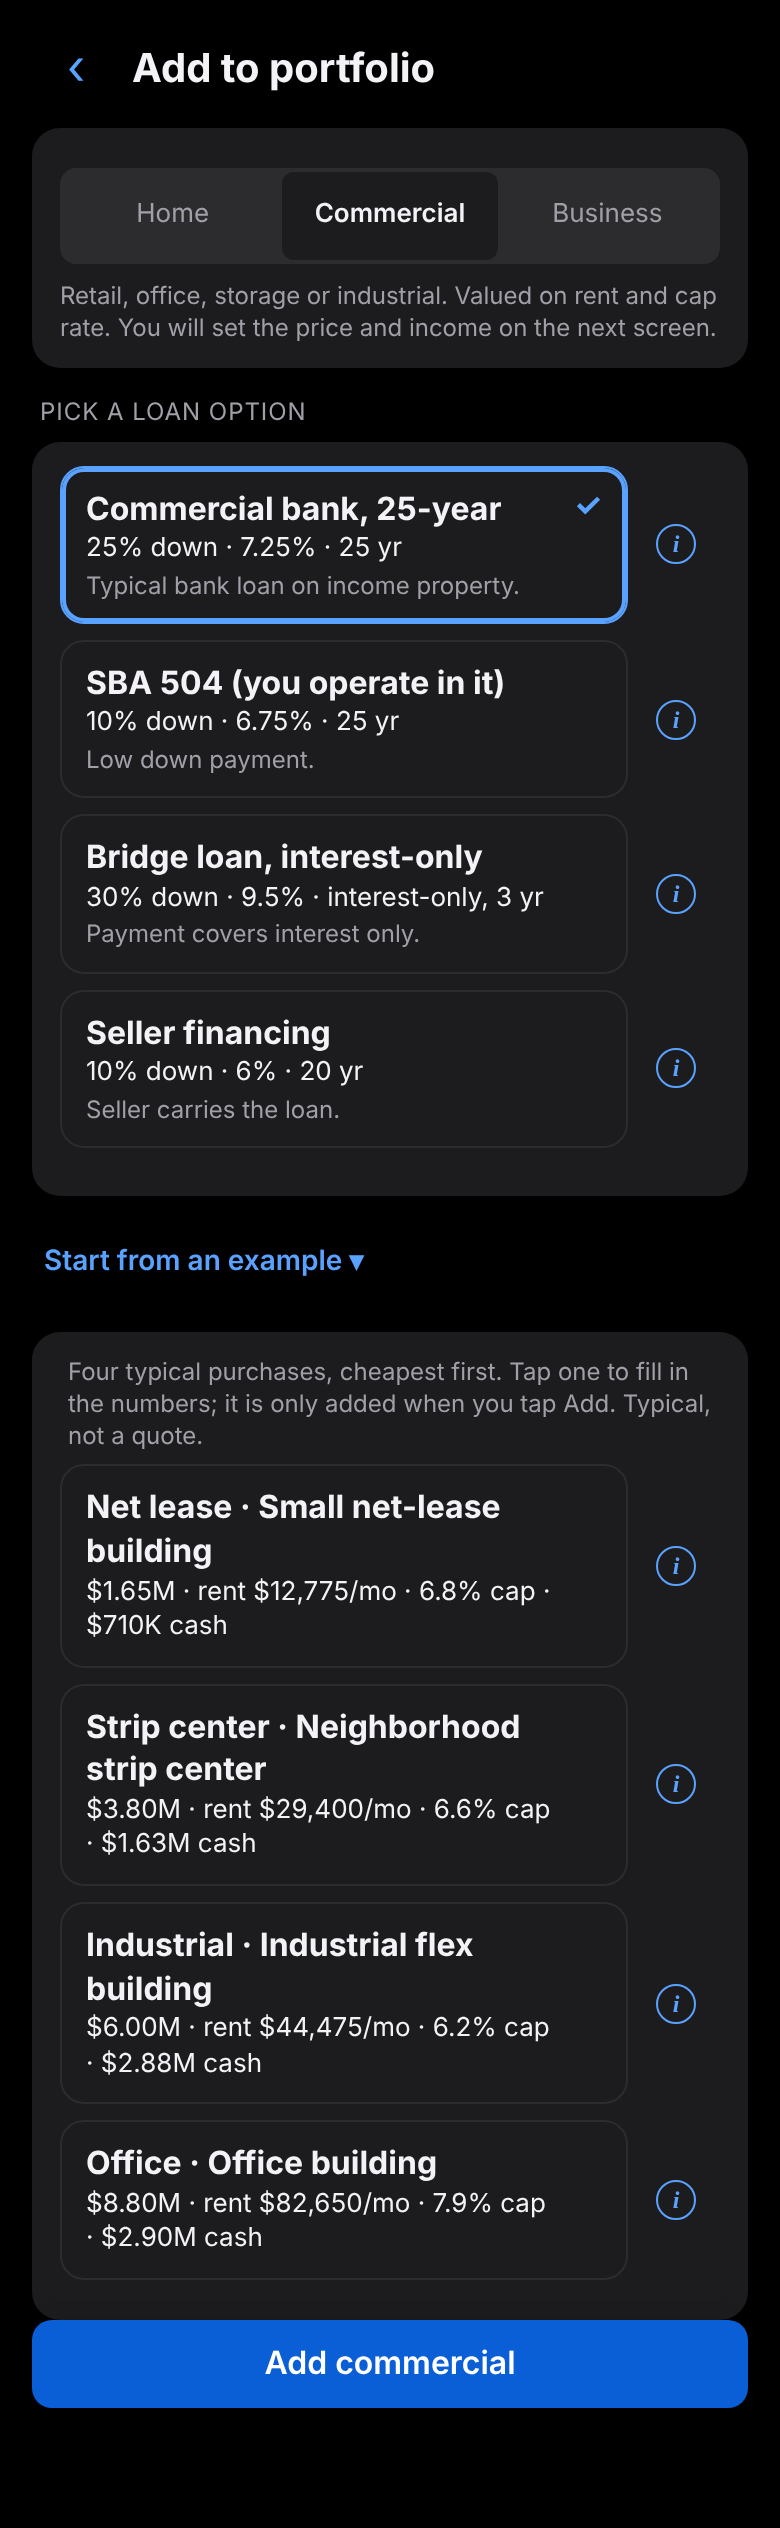 Add to portfolio
Home Commercial Business
Retail, office, storage or industrial. Valued on rent and cap
rate. You will set the price and income on the next screen.
PICK A LOAN OPTION
Commercial bank, 25-year
25% down · 7.25% · 25 yr
Typical bank loan on income property.
i
SBA 504 (you operate in it)
10% down · 6.75% · 25 yr
Low down payment.
i
Bridge loan, interest-only
30% down · 9.5% · interest-only, 3 yr
Payment covers interest only.
i
Seller financing
10% down · 6% · 20 yr
Seller carries the loan.
i
Start from an example ▾
Four typical purchases, cheapest first. Tap one to fill in
the numbers; it is only added when you tap Add. Typical,
not a quote.
Net lease · Small net-lease
building
$1.65M · rent $12,775/mo · 6.8% cap ·
$710K cash
i
Strip center · Neighborhood
strip center
$3.80M · rent $29,400/mo · 6.6% cap
· $1.63M cash
i
Industrial · Industrial flex
building
$6.00M · rent $44,475/mo · 6.2% cap
· $2.88M cash
i
Office · Office building
$8.80M · rent $82,650/mo · 7.9% cap
· $2.90M cash
i
Add commercial